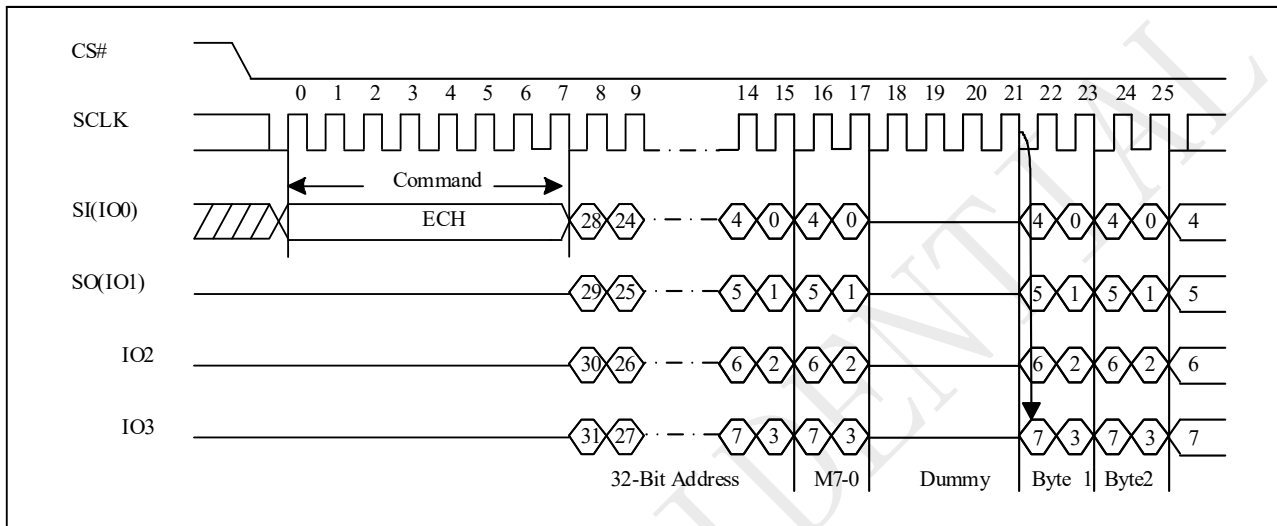 CS#
0 1 2 3 4 5 6 7 8 9 14 15 16 17 18 19 20 21 22 23 24 25
SCLK
Command
SI(IO0) ECH 28 24 4 0 4 0 4 0 4 0 4
SO(IO1) 29 25 5 1 5 1 5 1 5 1 5
IO2 30 26 6 2 6 2 6 2 6 2 6
IO3 31 27 7 3 7 3 7 3 7 3 7
32-Bit Address M7-0 Dummy Byte 1 Byte2
IDENTIAL